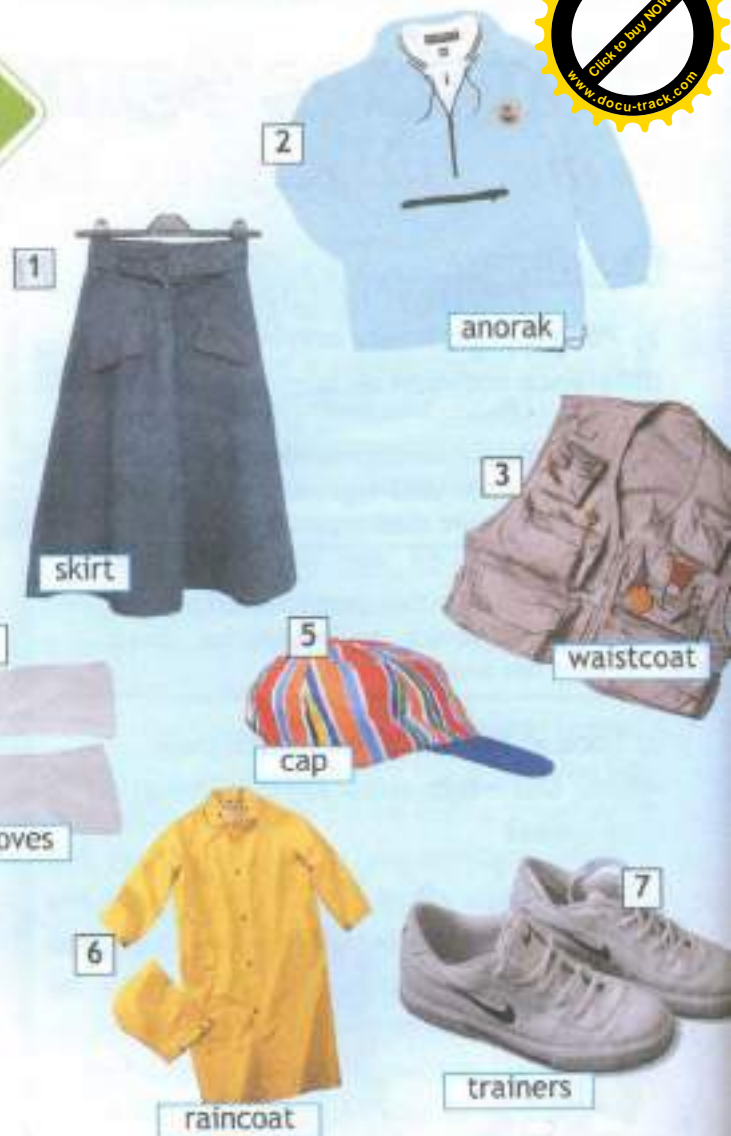 Click to buy NOW
www.docu-track.com
2
1
anorak
3
skirt
5
waistcoat
cap
oves
7
6
trainers
raincoat